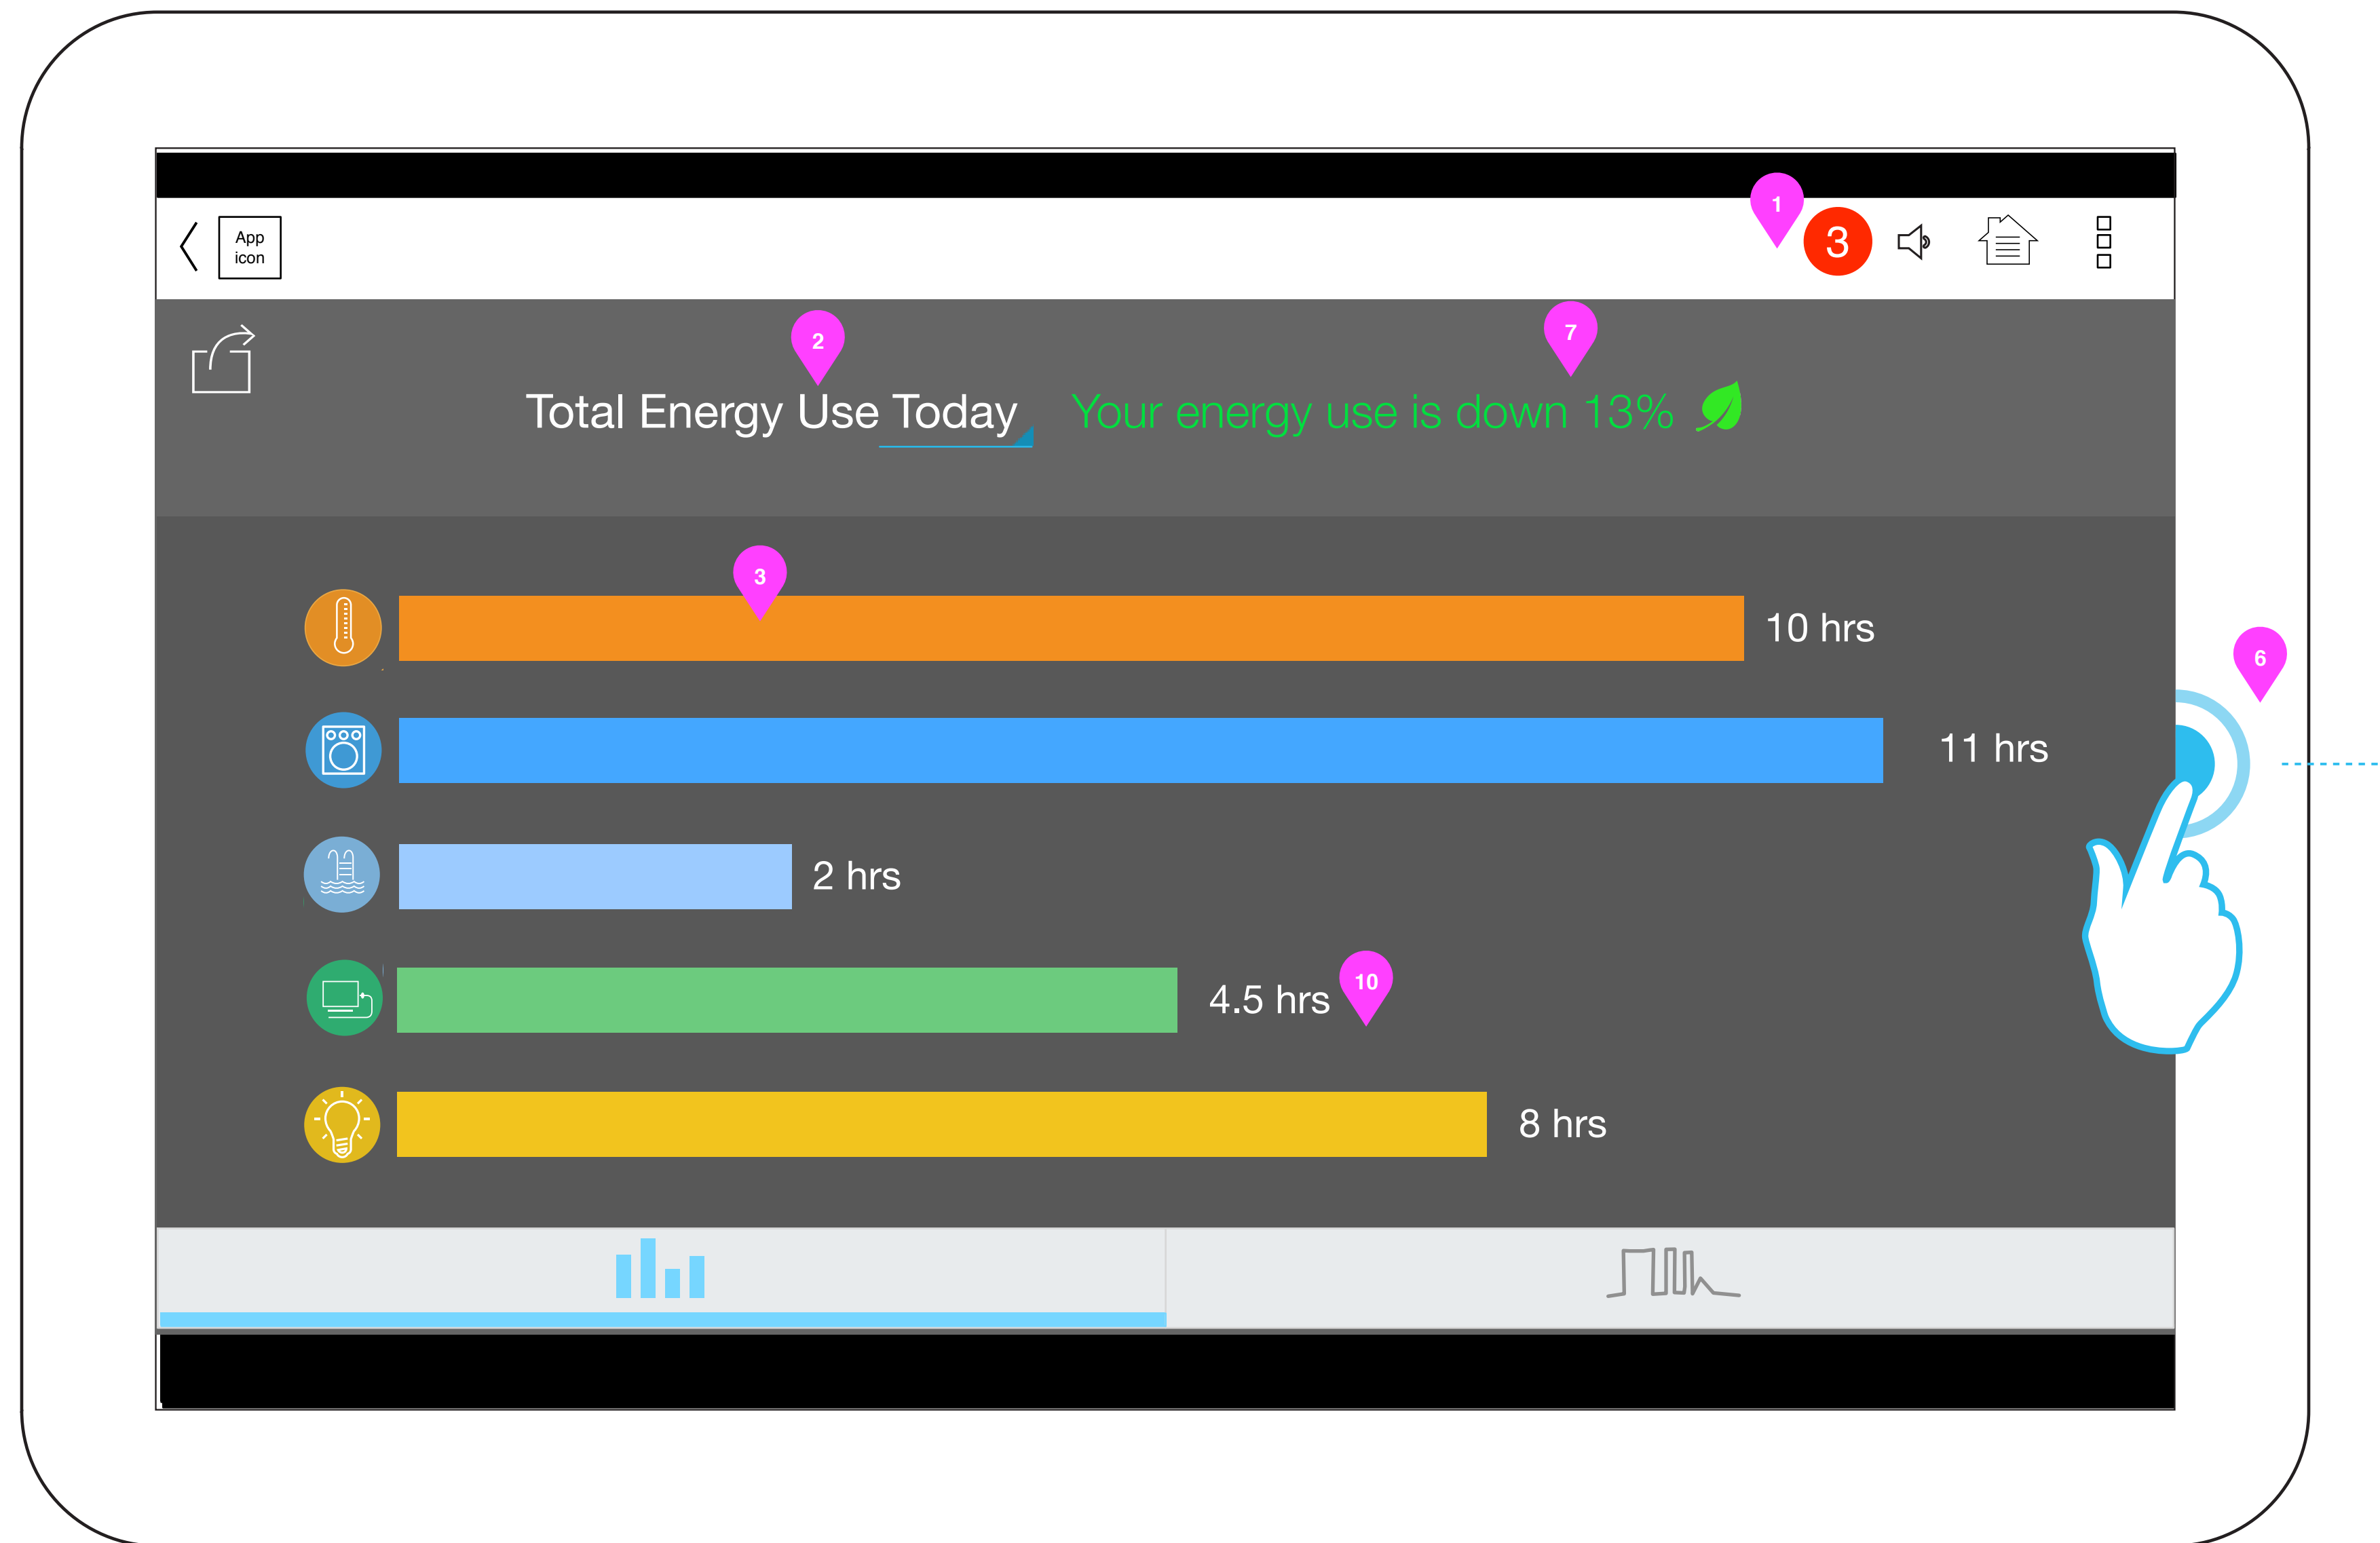 1
App
icon
3
2
7
Total Energy Use Today
Your energy use is down 13%
3
10 hrs
6
11 hrs
2 hrs
4.5 hrs
10
8 hrs